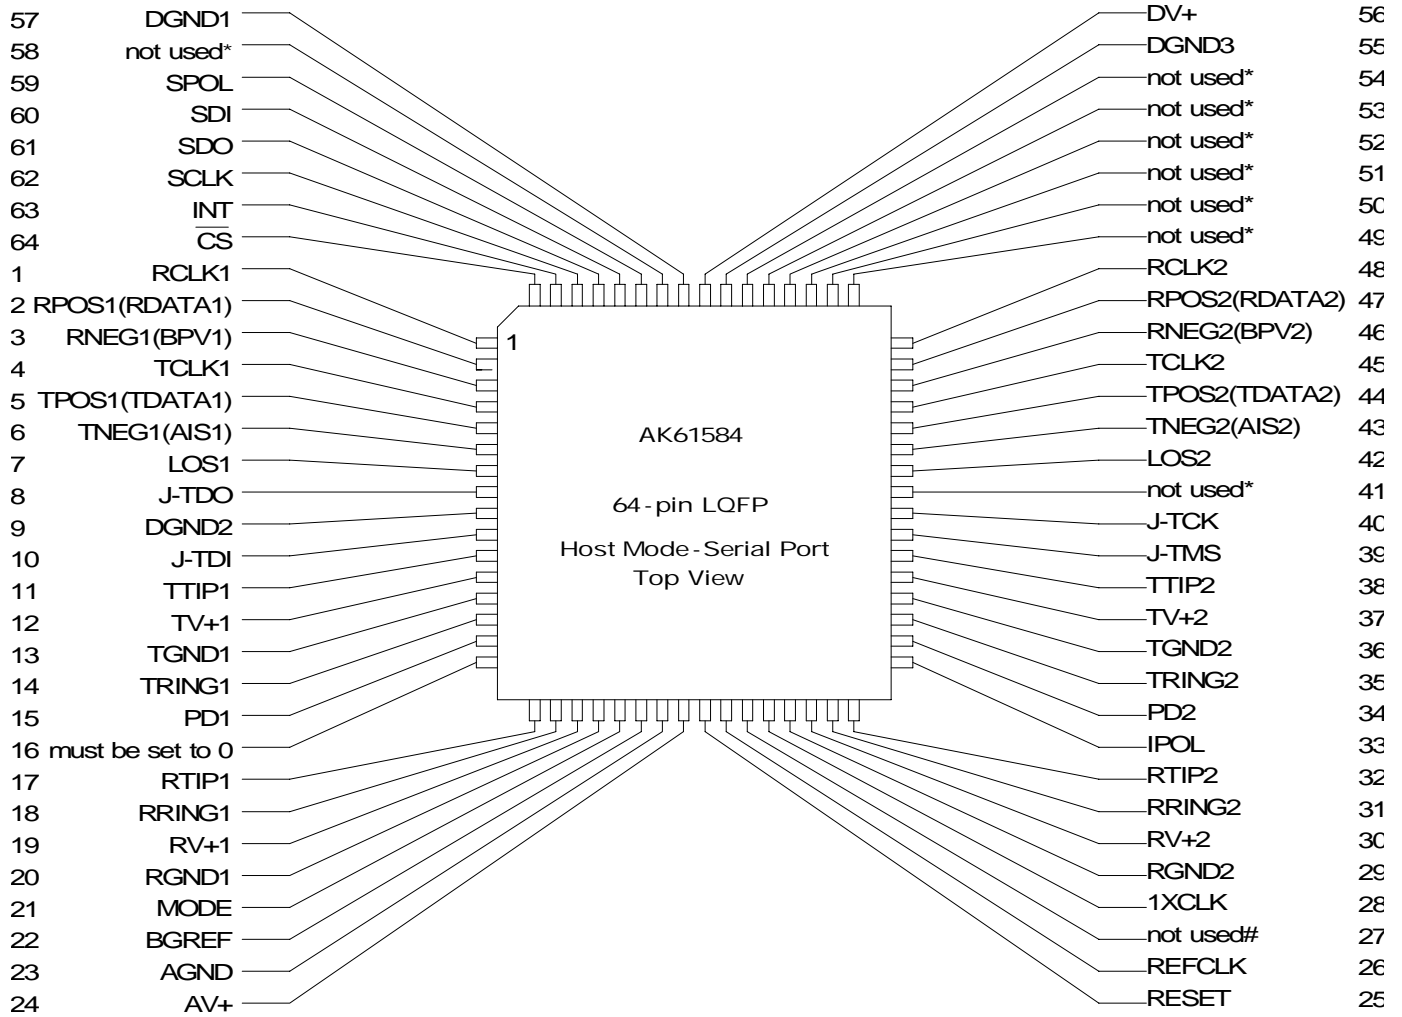 57 DGND1
58 not used*
59 SPOL
60 SDI
61 SDO
62 SCLK
63 INT
64 CS
1 RCLK1
2 RPOS1(RDATA1)
3 RNEG1(BPV1)
4 TCLK1
5 TPOS1(TDATA1)
6 TNEG1(AIS1)
7 LOS1
8 J-TDO
9 DGND2
10 J-TDI
11 TTIP1
12 TV+1
13 TGND1
14 TRING1
15 PD1
16 must be set to 0
17 RTIP1
18 RRING1
19 RV+1
20 RGND1
21 MODE
22 BGREF
23 AGND
24 AV+
1
AK61584
64-pin LQFP
Host Mode-Serial Port
Top View
DV+ 56
DGND3 55
not used* 54
not used* 53
not used* 52
not used* 51
not used* 50
not used* 49
RCLK2 48
RPOS2(RDATA2) 47
RNEG2(BPV2) 46
TCLK2 45
TPOS2(TDATA2) 44
TNEG2(AIS2) 43
LOS2 42
not used* 41
J-TCK 40
J-TMS 39
TTIP2 38
TV+2 37
TGND2 36
TRING2 35
PD2 34
IPOL 33
RTIP2 32
RRING2 31
RV+2 30
RGND2 29
1XCLK 28
not used# 27
REFCLK 26
RESET 25